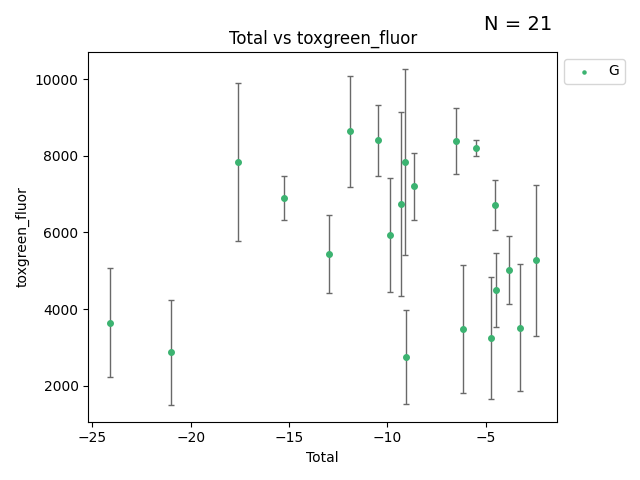 N = 21
Total vs toxgreen_fluor
G
10000
8000
6000
4000
2000
toxgreen_fluor
−25 −20 −15 −10 −5
Total